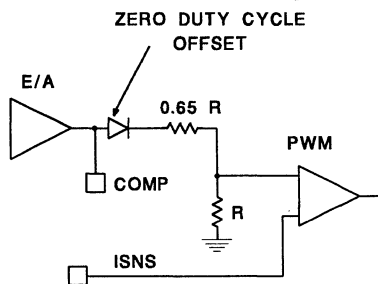 ZERO DUTY CYCLE
OFFSET
E/A
0.65 R
PWM
COMP
R
ISNS